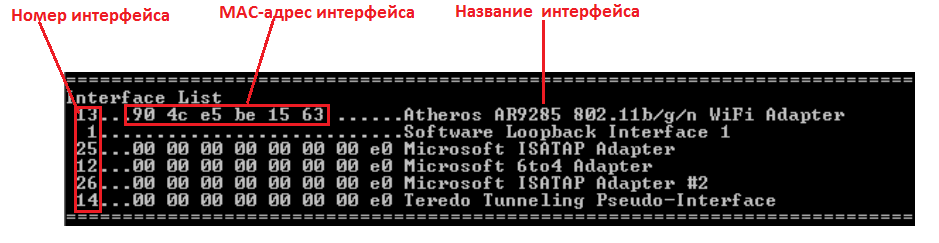 Номер интерфейса
MAC-адрес интерфейса
Название интерфейса
===========================================================================
Interface List
 13...90 4c e5 be 15 63 ......Atheros AR9285 802.11b/g/n WiFi Adapter
  1...........................Software Loopback Interface 1
 25...00 00 00 00 00 00 00 e0 Microsoft ISATAP Adapter
 12...00 00 00 00 00 00 00 e0 Microsoft 6to4 Adapter
 26...00 00 00 00 00 00 00 e0 Microsoft ISATAP Adapter #2
 14...00 00 00 00 00 00 00 e0 Teredo Tunneling Pseudo-Interface
===========================================================================